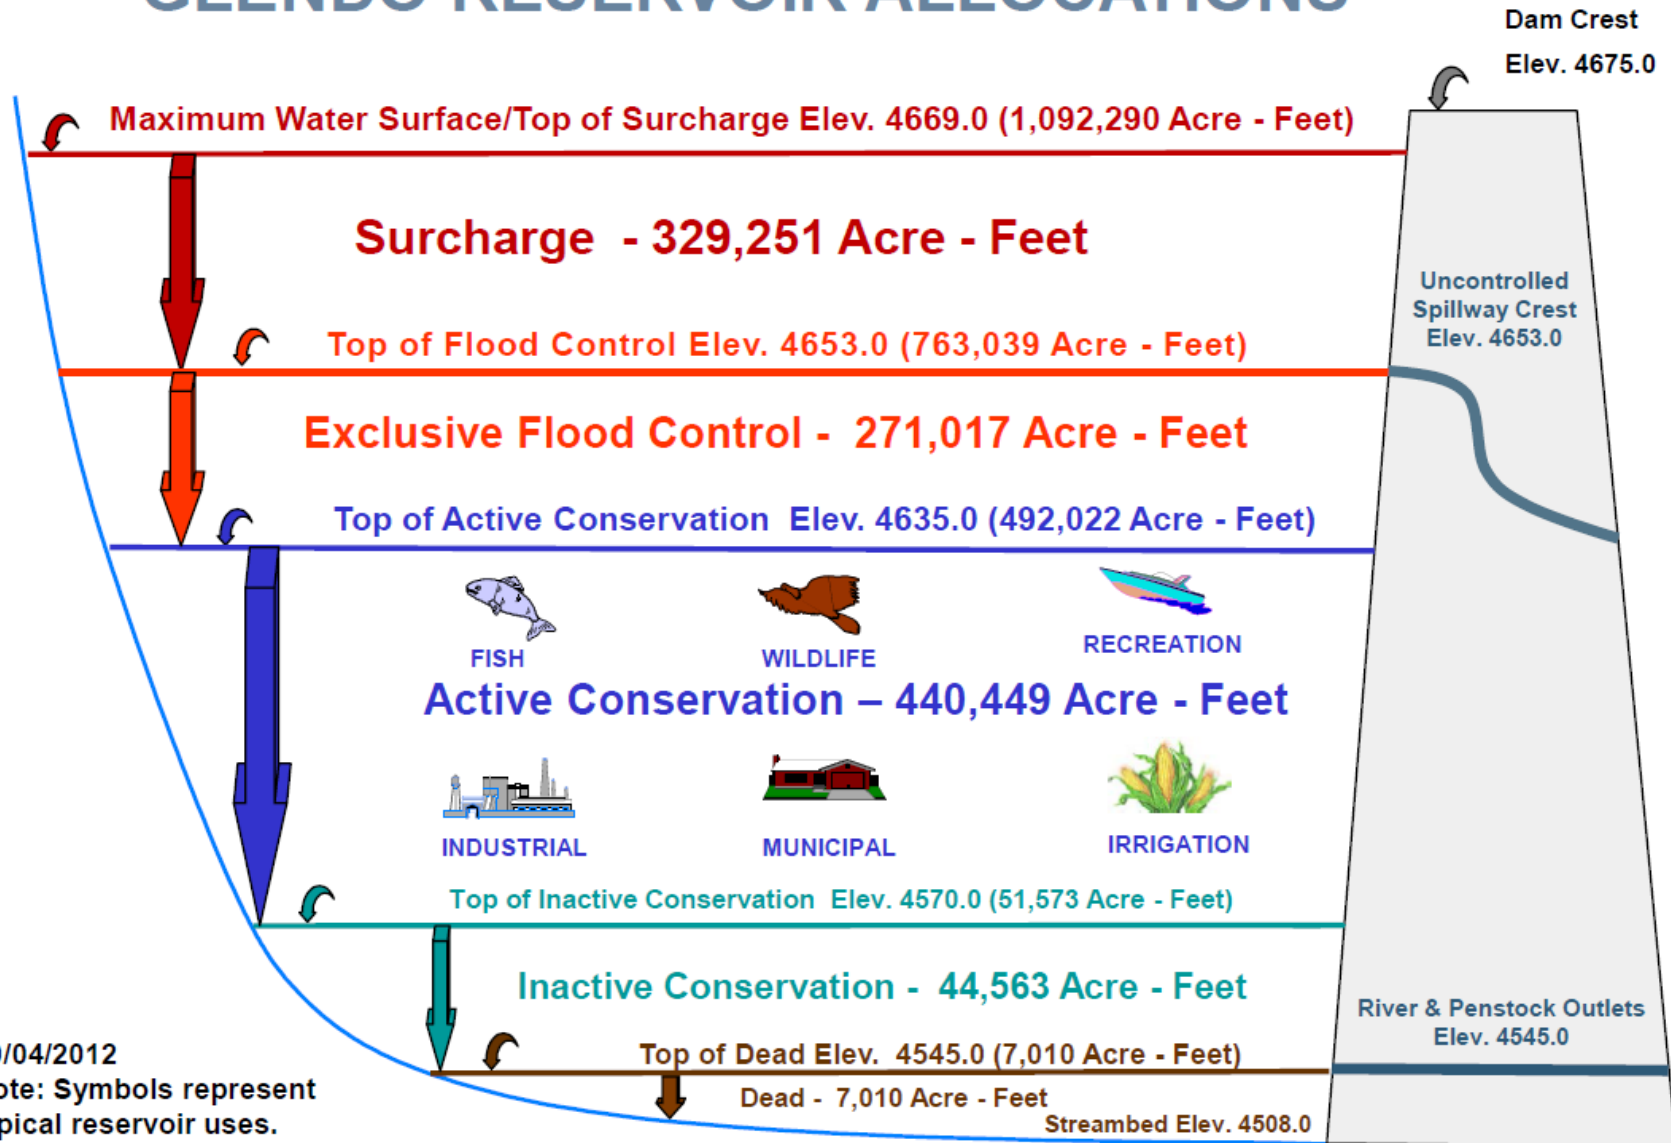 GLENDO RESERVOIR ALLOCATIONS
Dam Crest
Elev. 4675.0
Maximum Water Surface/Top of Surcharge Elev. 4669.0 (1,092,290 Acre - Feet)
Surcharge - 329,251 Acre - Feet
Uncontrolled
Spillway Crest
Elev. 4653.0
Top of Flood Control Elev. 4653.0 (763,039 Acre - Feet)
Exclusive Flood Control - 271,017 Acre - Feet
Top of Active Conservation Elev. 4635.0 (492,022 Acre - Feet)
FISH
WILDLIFE
RECREATION
Active Conservation – 440,449 Acre - Feet
INDUSTRIAL
MUNICIPAL
IRRIGATION
Top of Inactive Conservation Elev. 4570.0 (51,573 Acre - Feet)
Inactive Conservation - 44,563 Acre - Feet
River & Penstock Outlets
Elev. 4545.0
Top of Dead Elev. 4545.0 (7,010 Acre - Feet)
Dead - 7,010 Acre - Feet
Streambed Elev. 4508.0
/04/2012
ote: Symbols represent
pical reservoir uses.